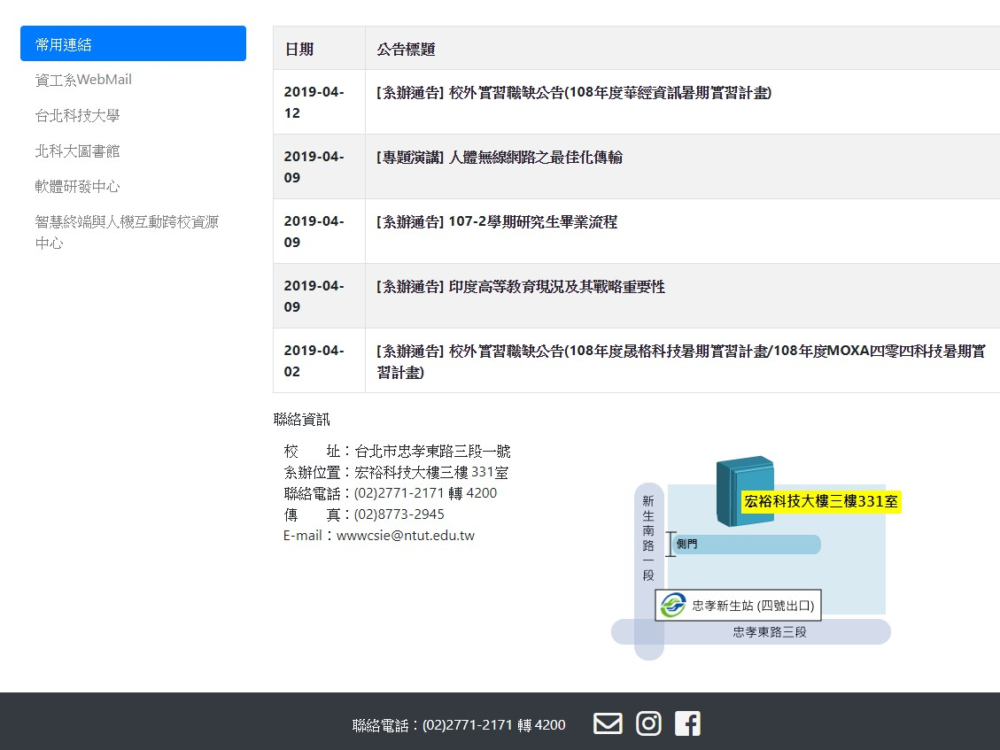 常用連結
資工系WebMail
台北科技大學
北科大圖書館
軟體研發中心
智慧終端與人機互動跨校資源
中心
日期 公告標題
2019-04-
12
[系辦通告] 校外實習職缺公告(108年度華經資訊暑期實習計畫)
2019-04-
09
[專題演講] 人體無線網路之最佳化傳輸
2019-04-
09
[系辦通告] 107-2學期研究生畢業流程
2019-04-
09
[系辦通告] 印度高等教育現況及其戰略重要性
2019-04-
02
[系辦通告] 校外實習職缺公告(108年度晟格科技暑期實習計畫/108年度MOXA四零四科技暑期實
習計畫)
聯絡資訊
校　　址：台北市忠孝東路三段一號
系辦位置：宏裕科技大樓三樓 331室
聯絡電話：(02)2771-2171 轉 4200
傳　　真：(02)8773-2945
E-mail：wwwcsie@ntut.edu.tw
新生南路一段
宏裕科技大樓三樓331室
側門
忠孝新生站 (四號出口)
忠孝東路三段
聯絡電話：(02)2771-2171 轉 4200